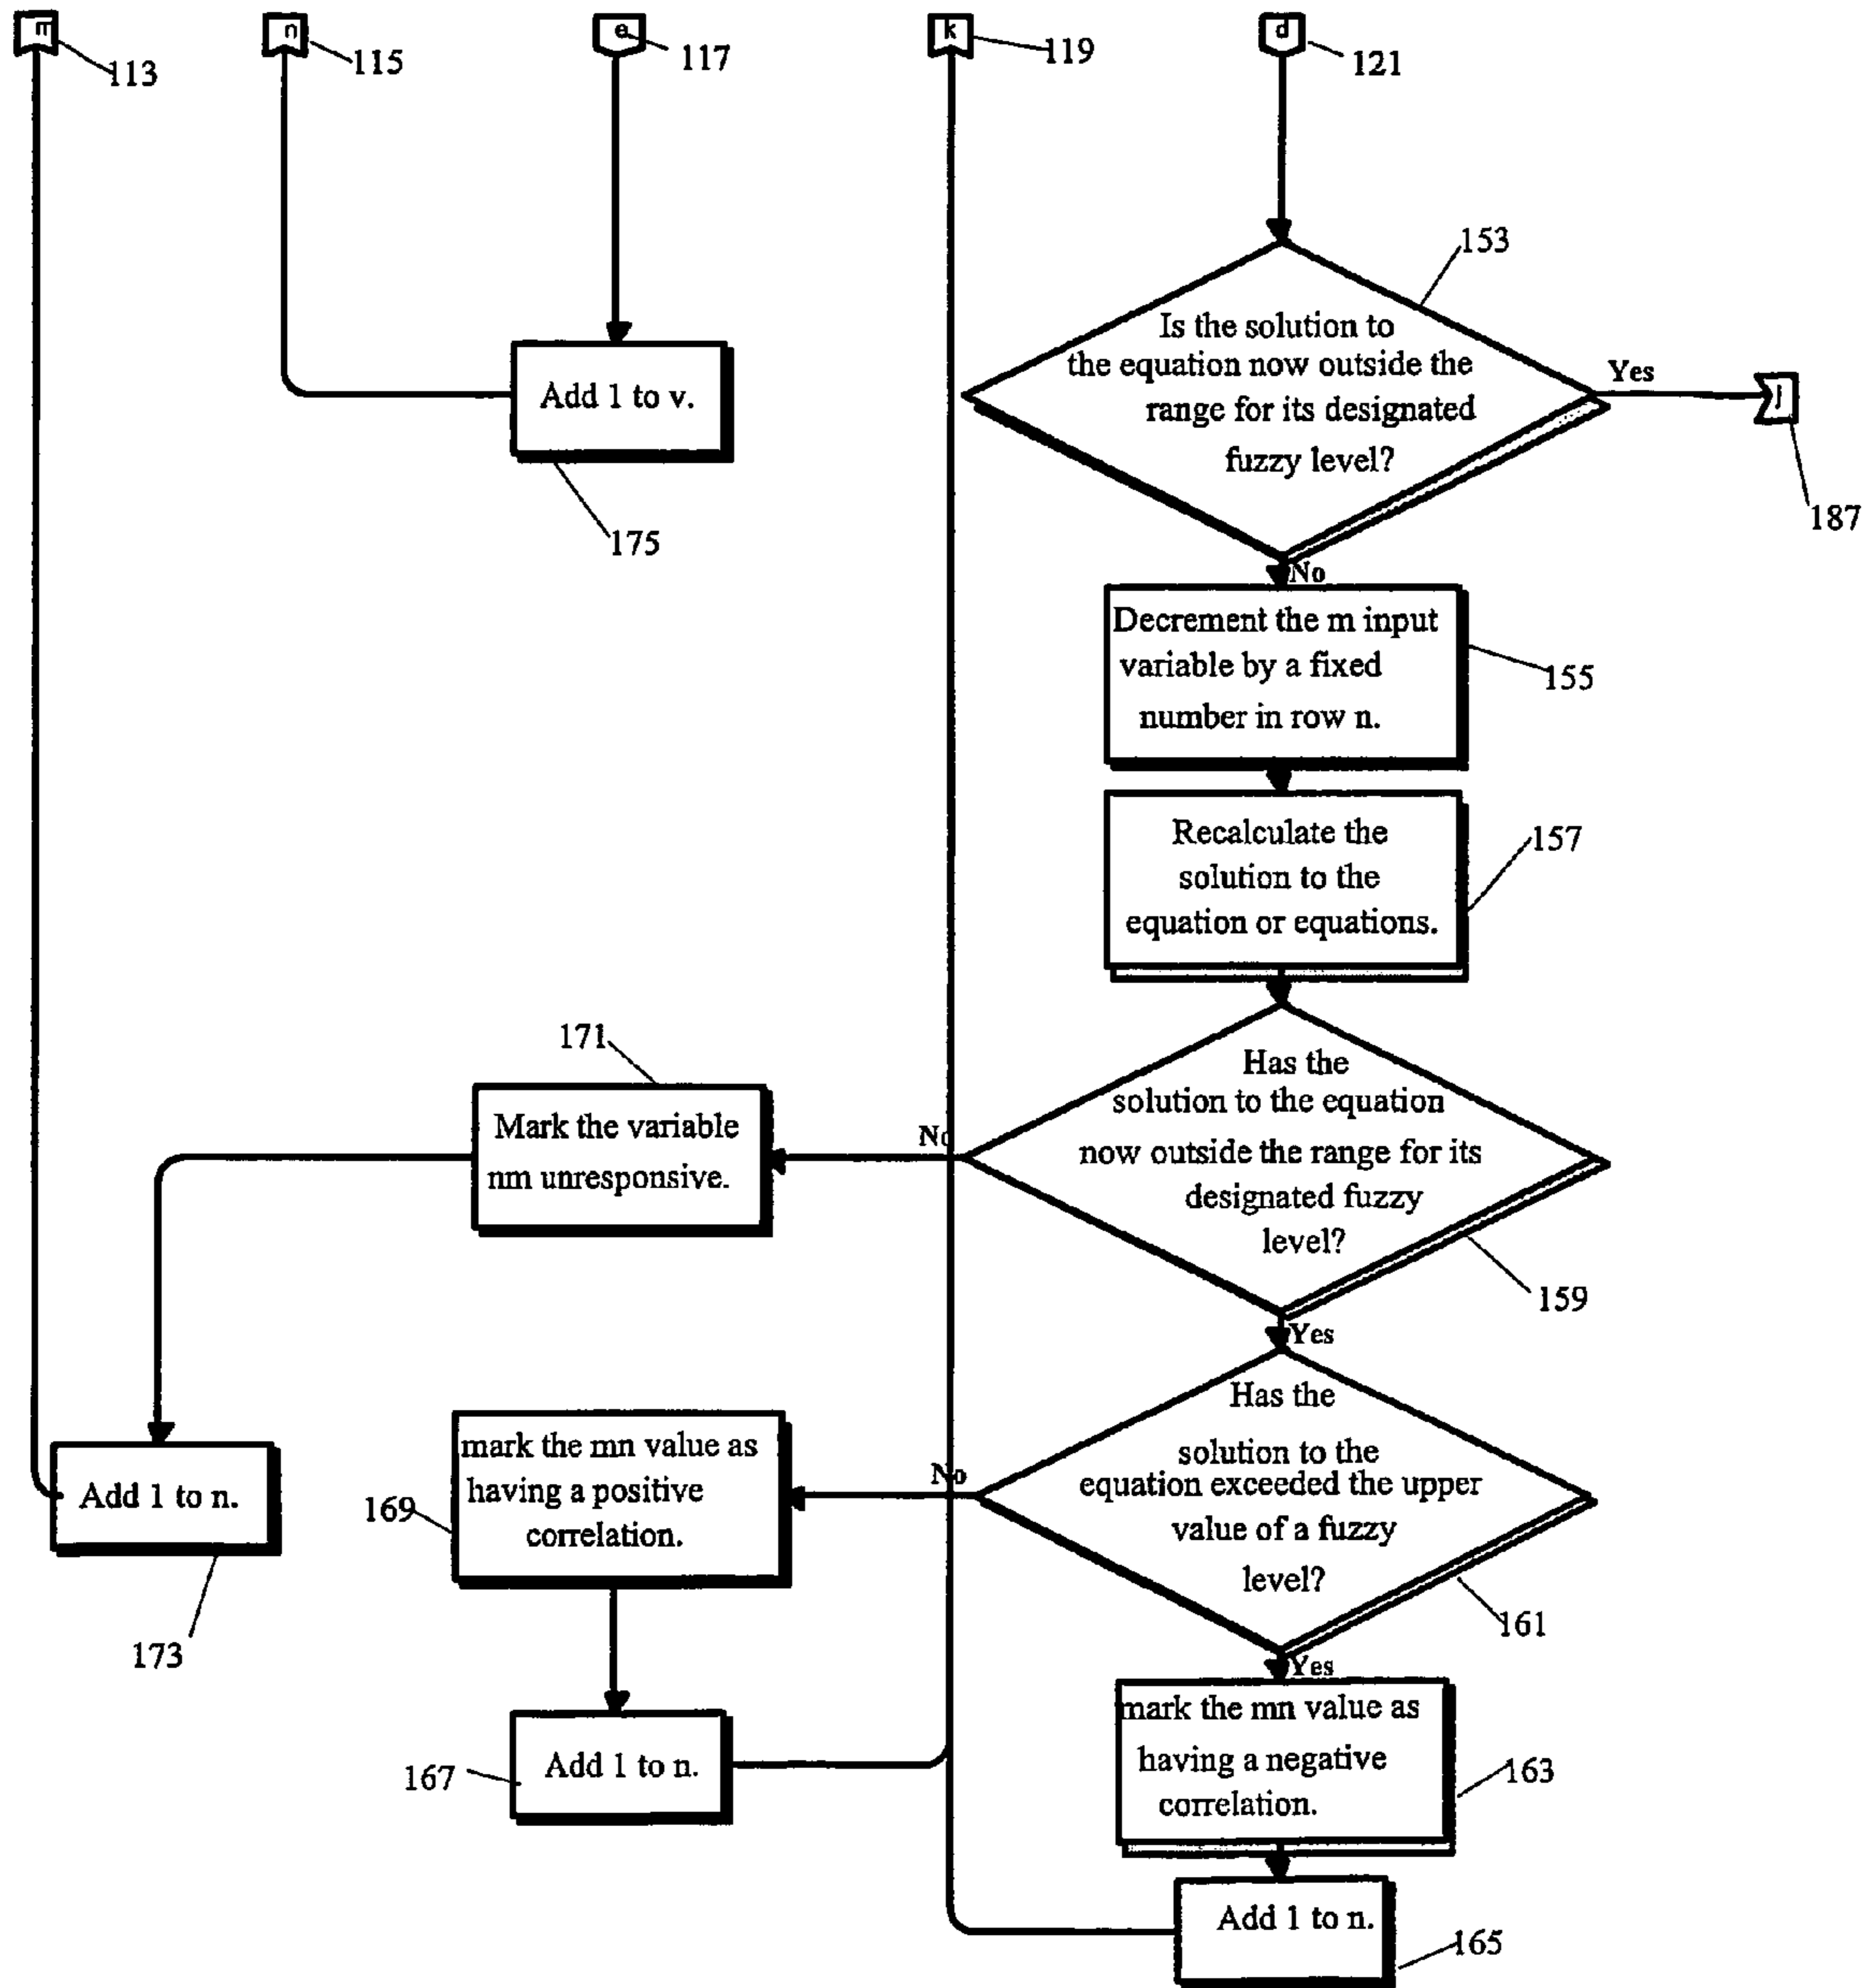 m
n
e
k
d
113
115
117
119
121
153
Is the solution to
the equation now outside the
range for its designated
fuzzy level?
Yes
j
187
Add 1 to v.
175
No
Decrement the m input
variable by a fixed
number in row n.
155
Recalculate the
solution to the
equation or equations.
157
171
Mark the variable
nm unresponsive.
No
Has the
solution to the equation
now outside the range for its
designated fuzzy
level?
159
Yes
Add 1 to n.
173
mark the mn value as
having a positive
correlation.
169
No
Has the
solution to the
equation exceeded the upper
value of a fuzzy
level?
161
Yes
Add 1 to n.
167
mark the mn value as
having a negative
correlation.
163
Add 1 to n.
165